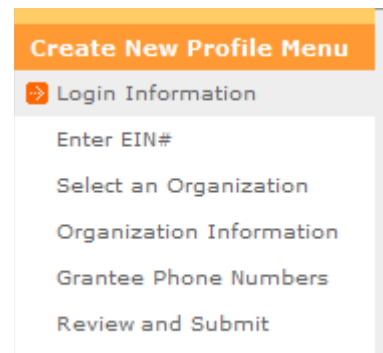 Create New Profile Menu
Login Information
Enter EIN#
Select an Organization
Organization Information
Grantee Phone Numbers
Review and Submit